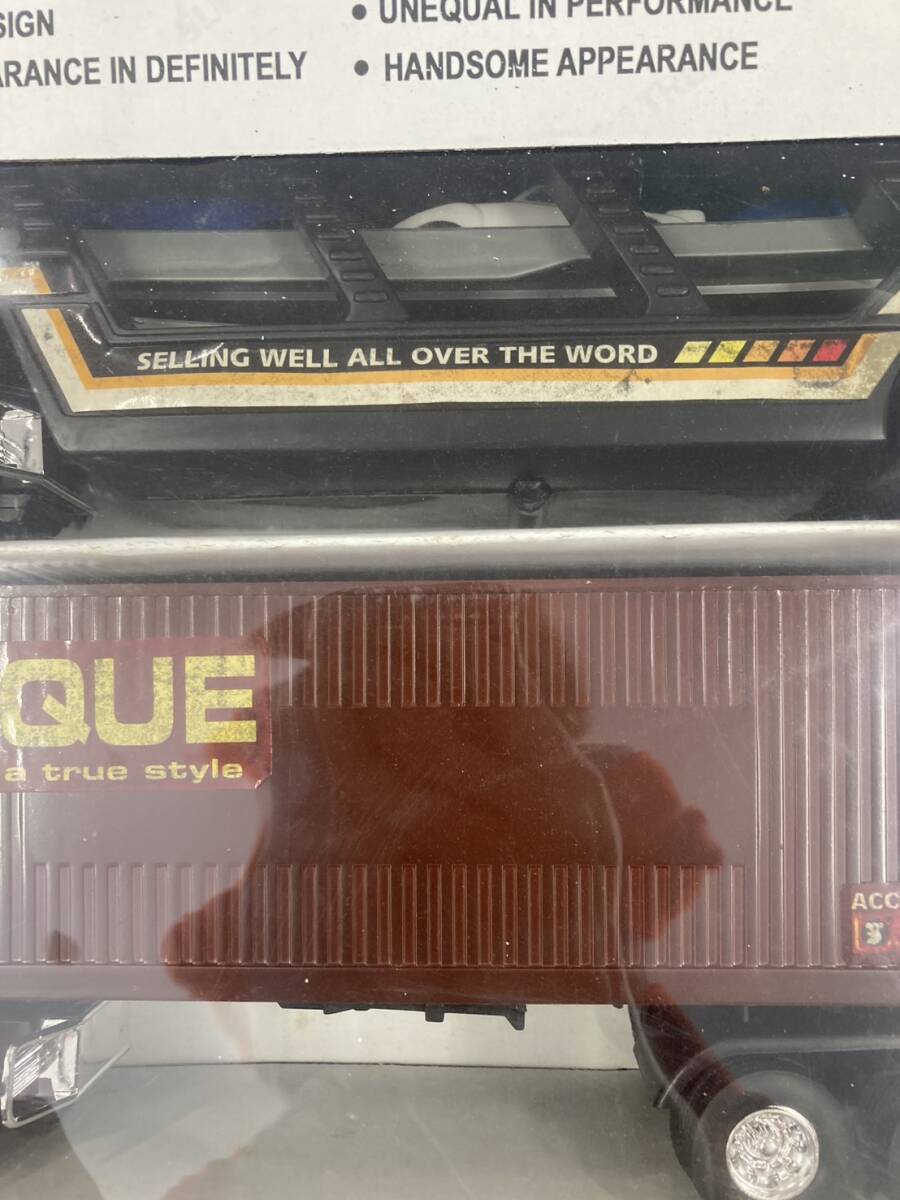 SIGN
ARANCE IN DEFINITELY
• UNEQUAL IN PERFORMANCE
• HANDSOME APPEARANCE
SELLING WELL ALL OVER THE WORD
QUE
a true style
ACC